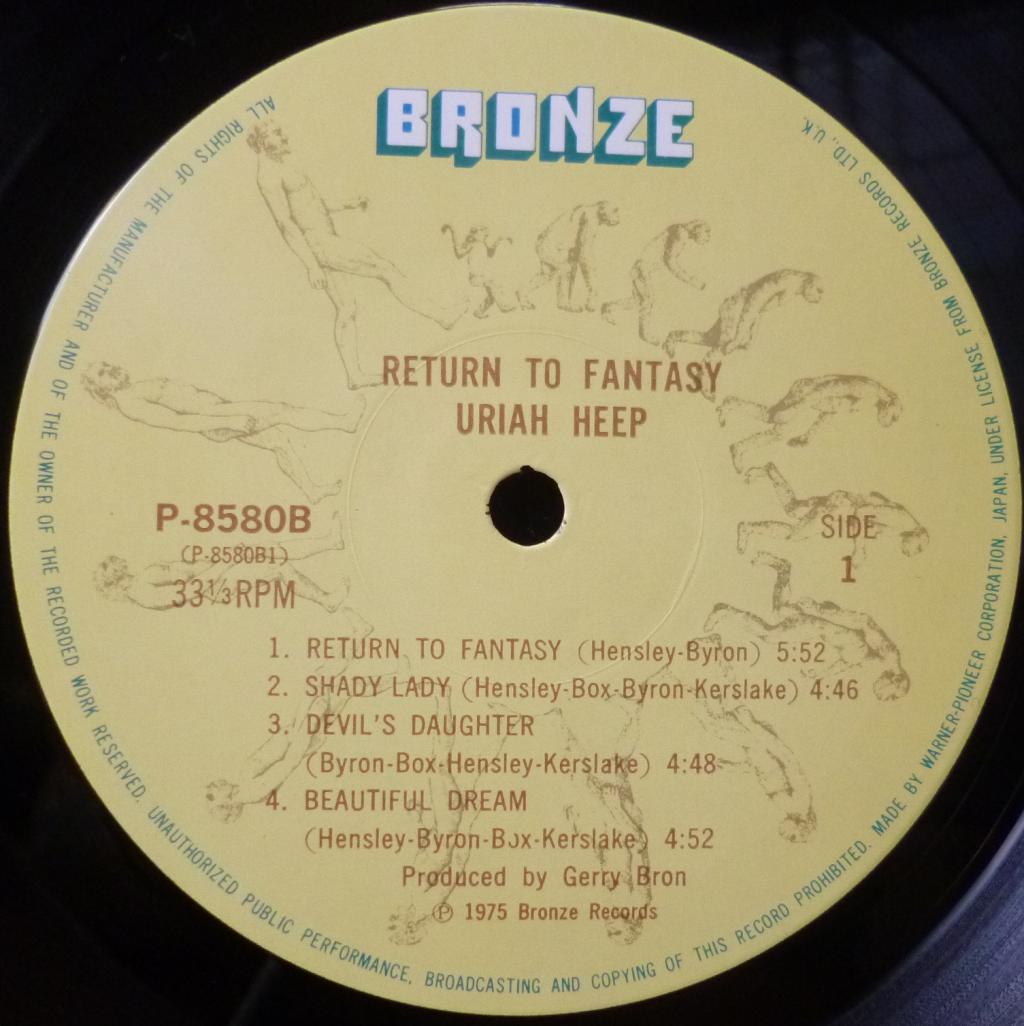 BRONZE
RETURN TO FANTASY
URIAH HEEP
P-8580B
(P-8580B1)
33⅓RPM
SIDE
1
1. RETURN TO FANTASY (Hensley-Byron) 5:52
2. SHADY LADY (Hensley-Box-Byron-Kerslake) 4:46
3. DEVIL'S DAUGHTER
(Byron-Box-Hensley-Kerslake) 4:48
4. BEAUTIFUL DREAM
(Hensley-Byron-Box-Kerslake) 4:52
Produced by Gerry Bron
℗ 1975 Bronze Records
ALL RIGHTS OF THE MANUFACTURER AND OF THE OWNER OF THE RECORDED WORK RESERVED. UNAUTHORIZED PUBLIC PERFORMANCE, BROADCASTING AND COPYING OF THIS RECORD PROHIBITED. MADE BY WARNER-PIONEER CORPORATION, JAPAN, UNDER LICENSE FROM BRONZE RECORDS LTD., U.K.